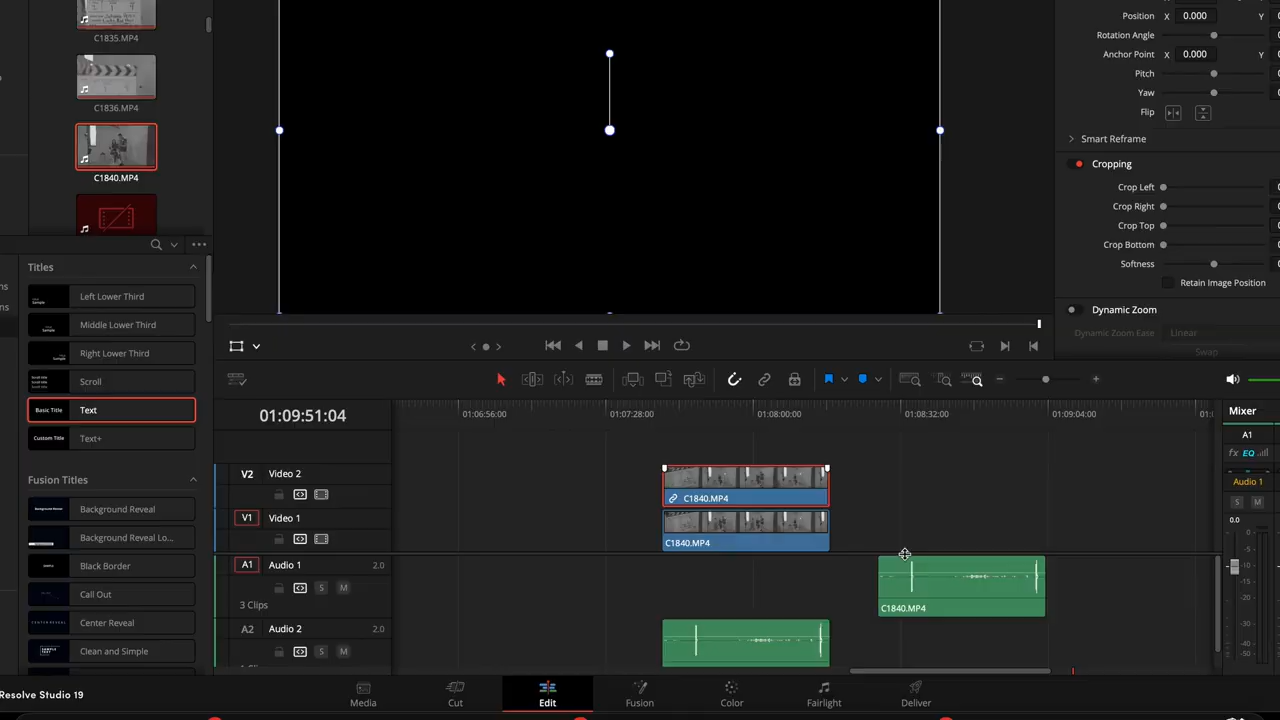 C1835.MP4
C1836.MP4
C1840.MP4
Titles
Left Lower Third
Middle Lower Third
Right Lower Third
Scroll
Basic Title Text
Custom Title Text+
Fusion Titles
Background Reveal
Background Reveal Lo...
Black Border
Call Out
Center Reveal
Clean and Simple
Position X 0.000 Y
Rotation Angle
Anchor Point X 0.000 Y
Pitch
Yaw
Flip
Smart Reframe
Cropping
Crop Left
Crop Right
Crop Top
Crop Bottom
Softness
Retain Image Position
Dynamic Zoom
Dynamic Zoom Ease Linear
Swap
01:09:51:04
01:06:56:00
01:07:28:00
01:08:00:00
01:08:32:00
01:09:04:00
V2 Video 2
C1840.MP4
V1 Video 1
C1840.MP4
A1 Audio 1 2.0
S M
3 Clips
C1840.MP4
A2 Audio 2 2.0
S M
Mixer
A1
fx EQ
Audio 1
S M
0.0
0
-5
-10
-15
-20
-30
-40
-50
Resolve Studio 19
Media
Cut
Edit
Fusion
Color
Fairlight
Deliver